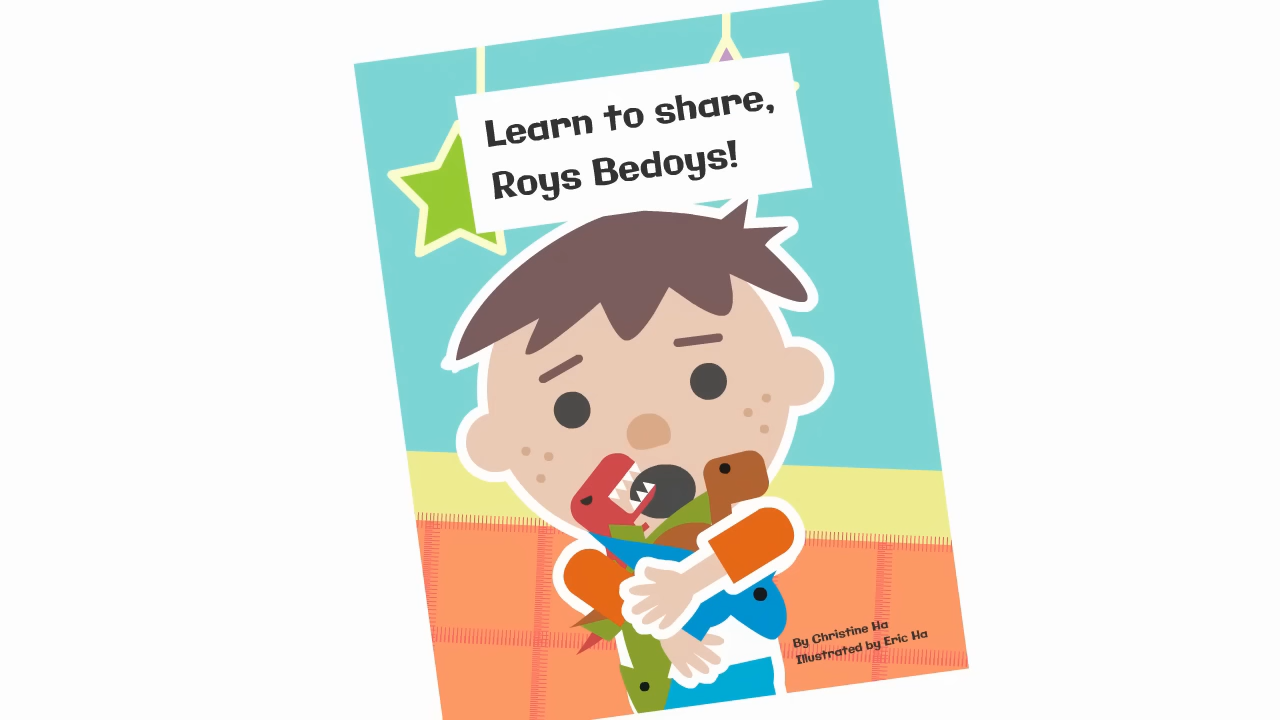 Learn to share,
Roys Bedoys!
By Christine Ha
Illustrated by Eric Ha